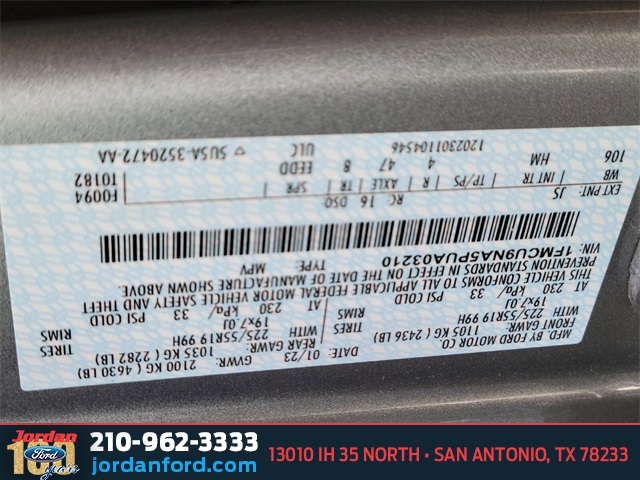 MFD. BY FORD MOTOR CO.
DATE: 01/23
GVWR: 2100 KG ( 4630 LB)
FRONT GAWR: 1105 KG ( 2436 LB)
REAR GAWR: 1035 KG ( 2282 LB)
225/55R19 99H TIRES
19x7.0J RIMS
230 kPa/ 33 PSI COLD
225/55R19 99H TIRES
19x7.0J RIMS
230 kPa/ 33 PSI COLD
THIS VEHICLE CONFORMS TO ALL APPLICABLE FEDERAL MOTOR VEHICLE SAFETY AND THEFT
PREVENTION STANDARDS IN EFFECT ON THE DATE OF MANUFACTURE SHOWN ABOVE.
VIN: 1FMCU9NA5PUA03210
TYPE: MPV
EXT PNT: JS RC: 16 DSO: F0094
WB INT TR TP/PS R AXLE TR SPR T0182
106 HM 4 47 8 EEDD
1202301104546 ULC 5U5A-3520472-AA
Jordan
Ford
100
years
210-962-3333
jordanford.com
13010 IH 35 NORTH • SAN ANTONIO, TX 78233